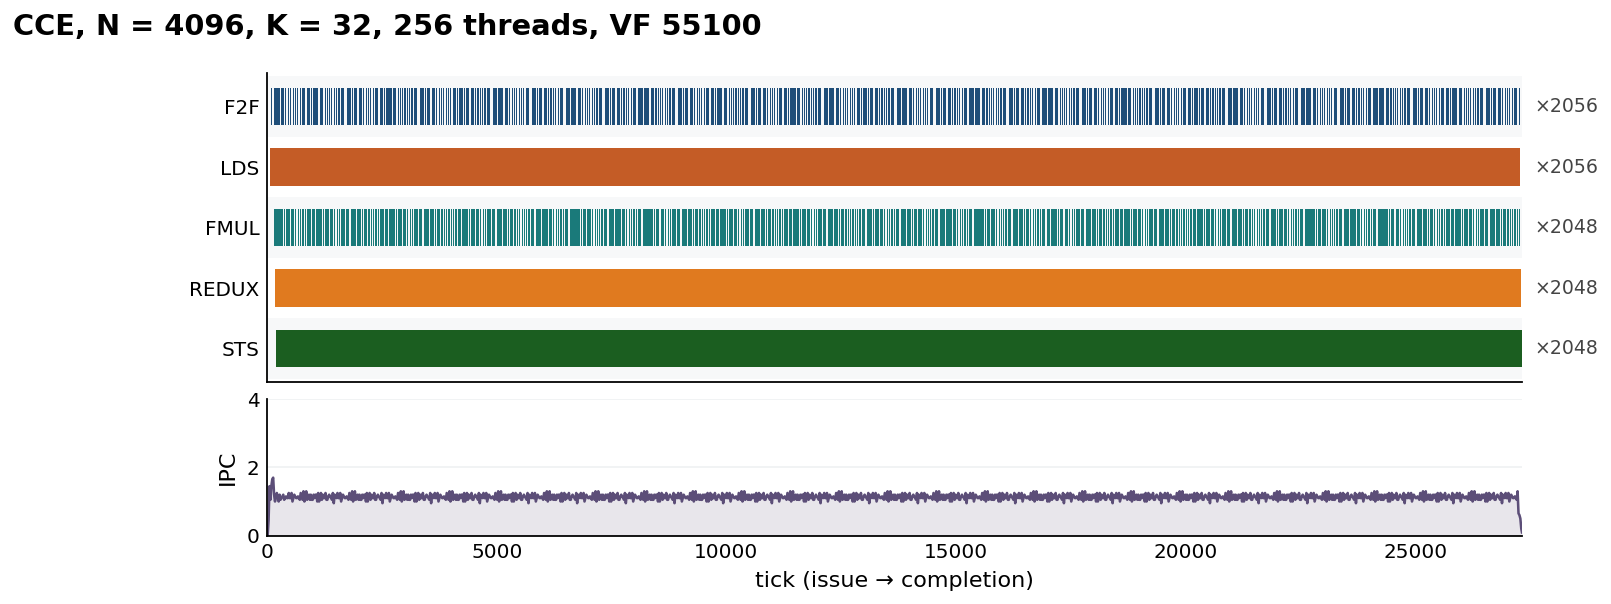 CCE, N = 4096, K = 32, 256 threads, VF 55100
F2F ×2056
LDS ×2056
FMUL ×2048
REDUX ×2048
STS ×2048
4
2
0
IPC
0 5000 10000 15000 20000 25000
tick (issue → completion)